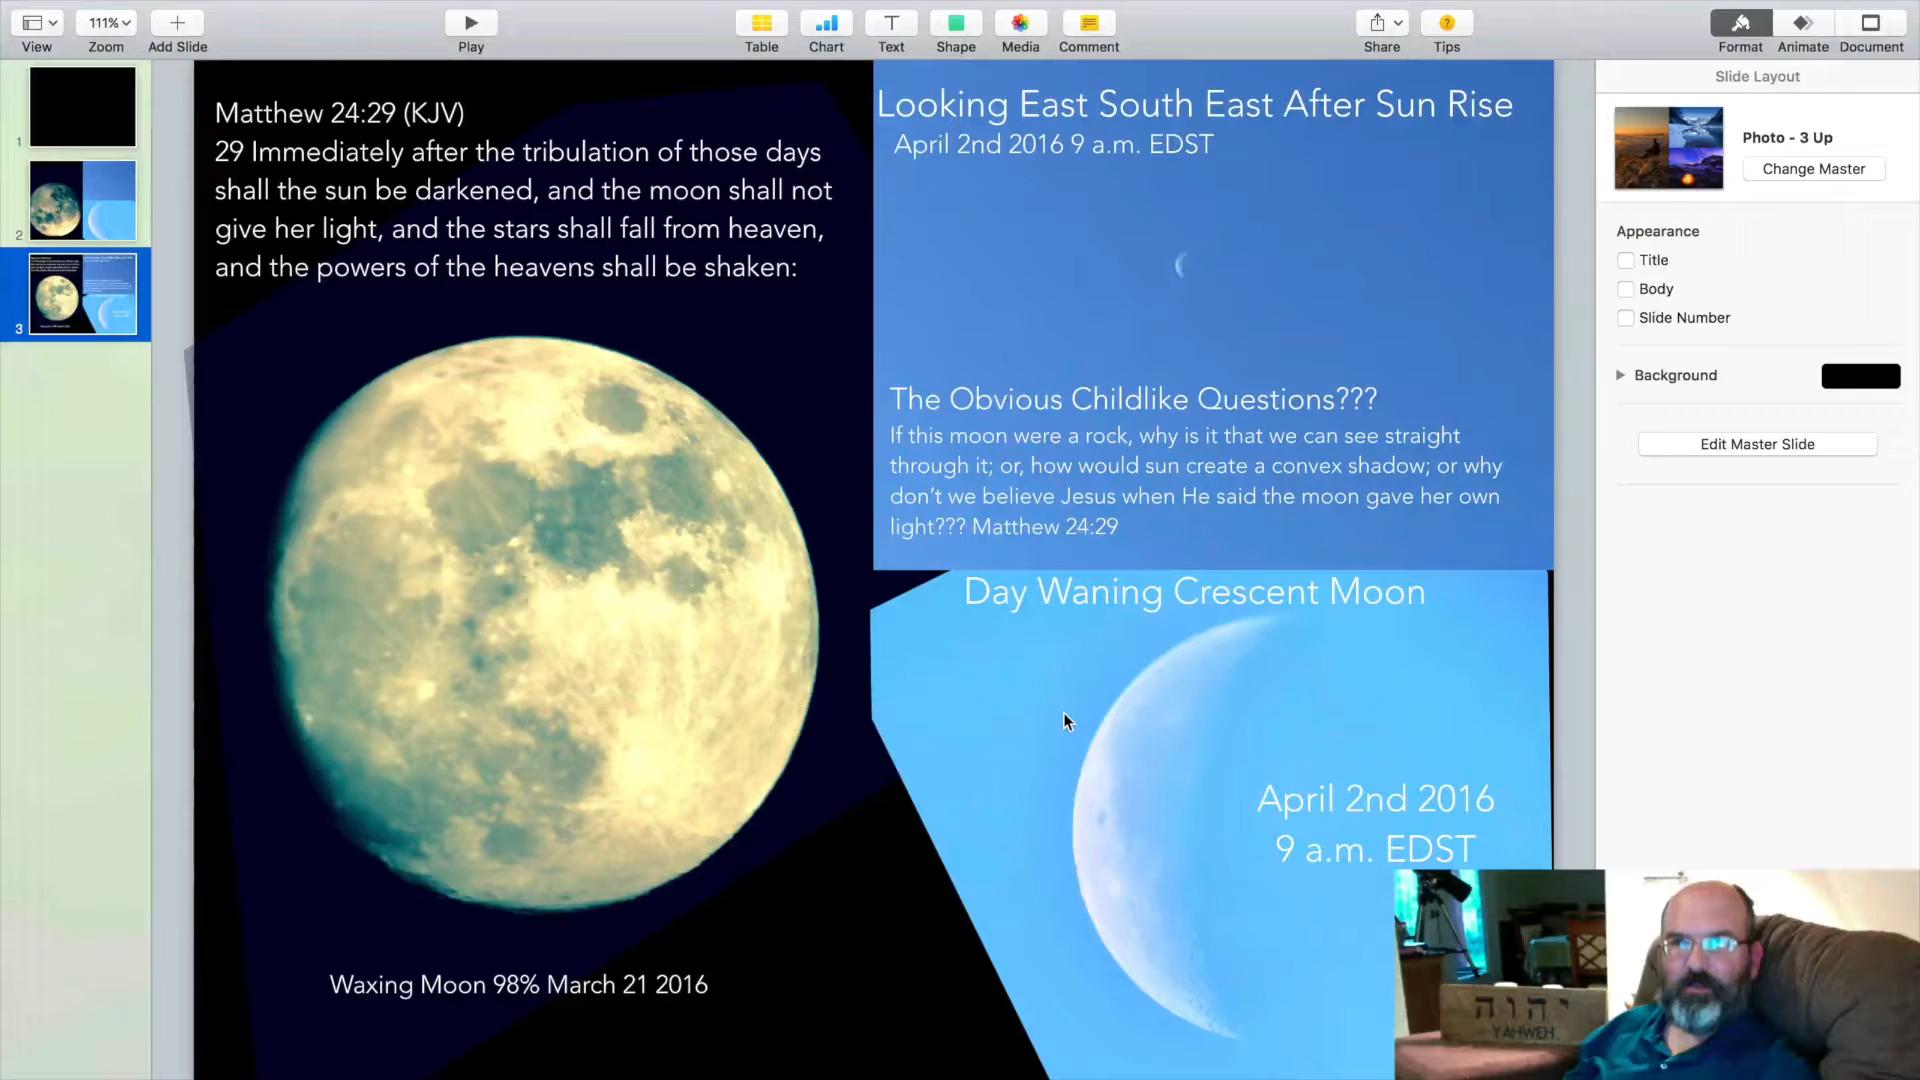 111%
View
Zoom
Add Slide
Play
Table
Chart
Text
Shape
Media
Comment
Share
?
Tips
Format
Animate
Document
1
2
3
Matthew 24:29 (KJV)
29 Immediately after the tribulation of those days
shall the sun be darkened, and the moon shall not
give her light, and the stars shall fall from heaven,
and the powers of the heavens shall be shaken:
Waxing Moon 98% March 21 2016
Looking East South East After Sun Rise
April 2nd 2016 9 a.m. EDST
The Obvious Childlike Questions???
If this moon were a rock, why is it that we can see straight
through it; or, how would sun create a convex shadow; or why
don't we believe Jesus when He said the moon gave her own
light??? Matthew 24:29
Day Waning Crescent Moon
April 2nd 2016
9 a.m. EDST
יהוה
YAHWEH
Slide Layout
Photo - 3 Up
Change Master
Appearance
Title
Body
Slide Number
Background
Edit Master Slide